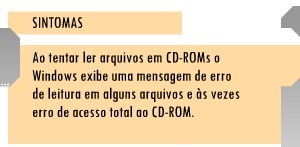 SINTOMAS
Ao tentar ler arquivos em CD-ROMs o
Windows exibe uma mensagem de erro
de leitura em alguns arquivos e às vezes
erro de acesso total ao CD-ROM.